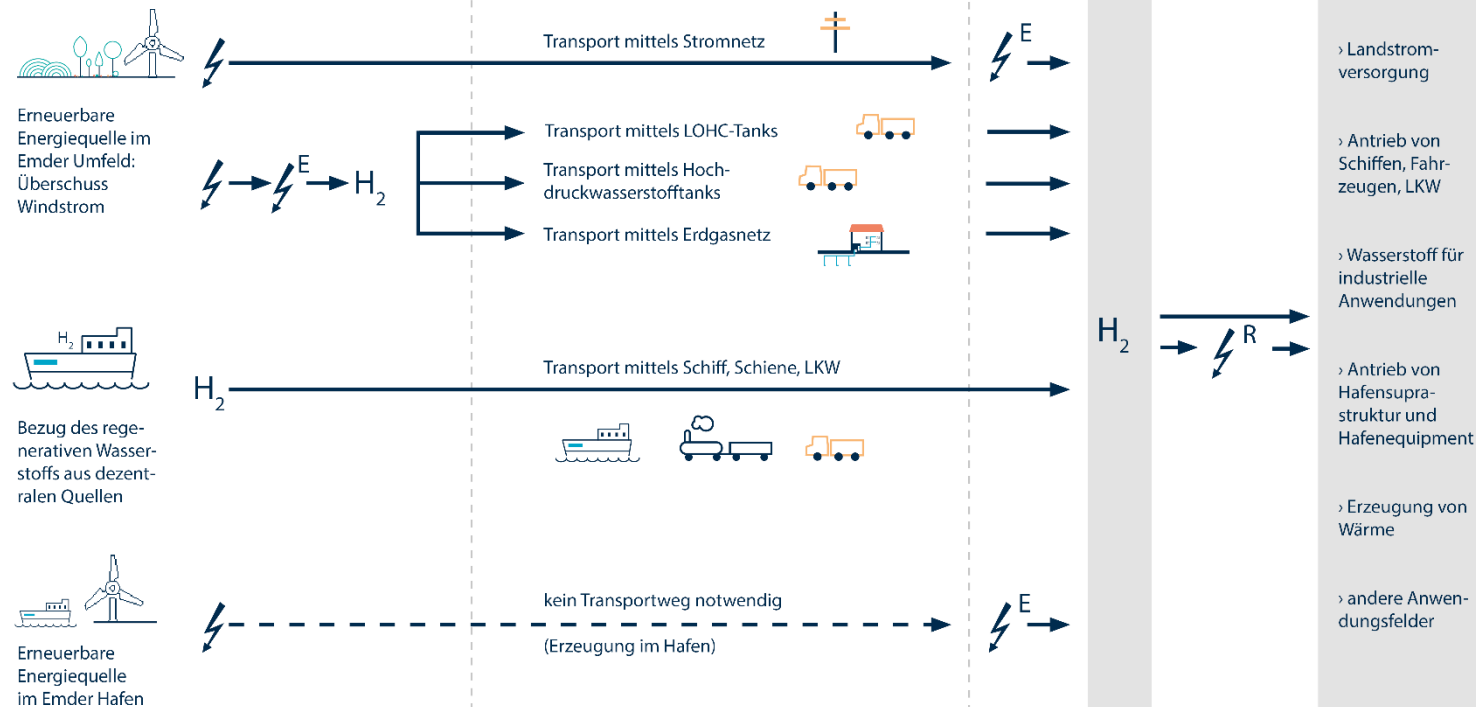 Transport mittels Stromnetz
E
Erneuerbare
Energiequelle im
Emder Umfeld:
Überschuss
Windstrom
E
H2
Transport mittels LOHC-Tanks
Transport mittels Hoch-
druckwasserstofftanks
Transport mittels Erdgasnetz
H2
Bezug des rege-
nerativen Wasser-
stoffs aus dezent-
ralen Quellen
H2
Transport mittels Schiff, Schiene, LKW
Erneuerbare
Energiequelle
im Emder Hafen
kein Transportweg notwendig
(Erzeugung im Hafen)
E
H2
R
› Landstrom-
versorgung
› Antrieb von
Schiffen, Fahr-
zeugen, LKW
› Wasserstoff für
industrielle
Anwendungen
› Antrieb von
Hafensupra-
struktur und
Hafenequipment
› Erzeugung von
Wärme
› andere Anwen-
dungsfelder